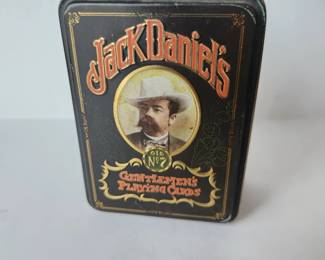 Jack Daniel's
OLD
No7
GENTLEMEN'S
PLAYING CARDS